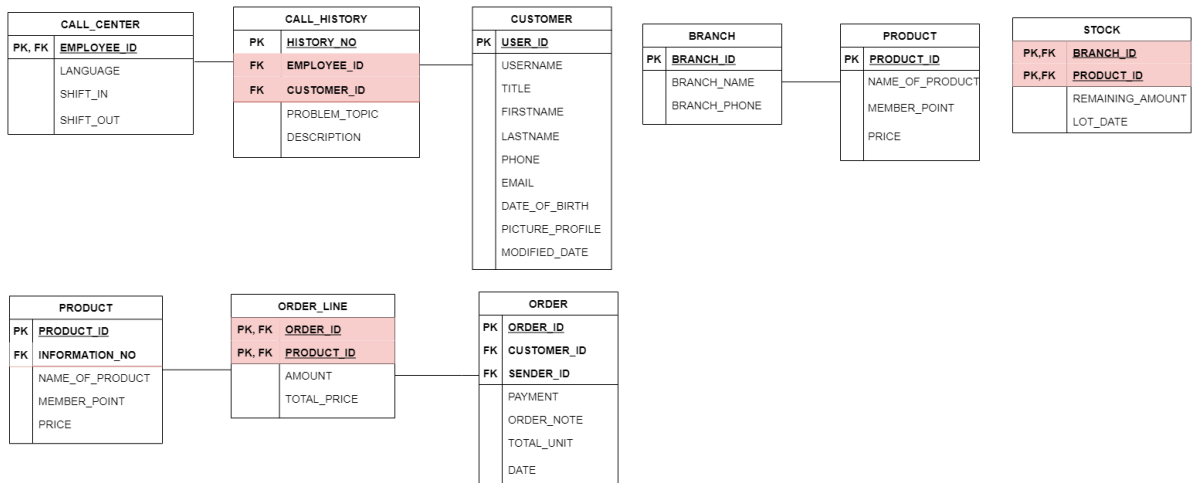 CALL_CENTER
PK, FK EMPLOYEE_ID
LANGUAGE
SHIFT_IN
SHIFT_OUT
CALL_HISTORY
PK HISTORY_NO
FK EMPLOYEE_ID
FK CUSTOMER_ID
PROBLEM_TOPIC
DESCRIPTION
CUSTOMER
PK USER_ID
USERNAME
TITLE
FIRSTNAME
LASTNAME
PHONE
EMAIL
DATE_OF_BIRTH
PICTURE_PROFILE
MODIFIED_DATE
BRANCH
PK BRANCH_ID
BRANCH_NAME
BRANCH_PHONE
PRODUCT
PK PRODUCT_ID
NAME_OF_PRODUCT
MEMBER_POINT
PRICE
STOCK
PK,FK BRANCH_ID
PK,FK PRODUCT_ID
REMAINING_AMOUNT
LOT_DATE
PRODUCT
PK PRODUCT_ID
FK INFORMATION_NO
NAME_OF_PRODUCT
MEMBER_POINT
PRICE
ORDER_LINE
PK, FK ORDER_ID
PK, FK PRODUCT_ID
AMOUNT
TOTAL_PRICE
ORDER
PK ORDER_ID
FK CUSTOMER_ID
FK SENDER_ID
PAYMENT
ORDER_NOTE
TOTAL_UNIT
DATE